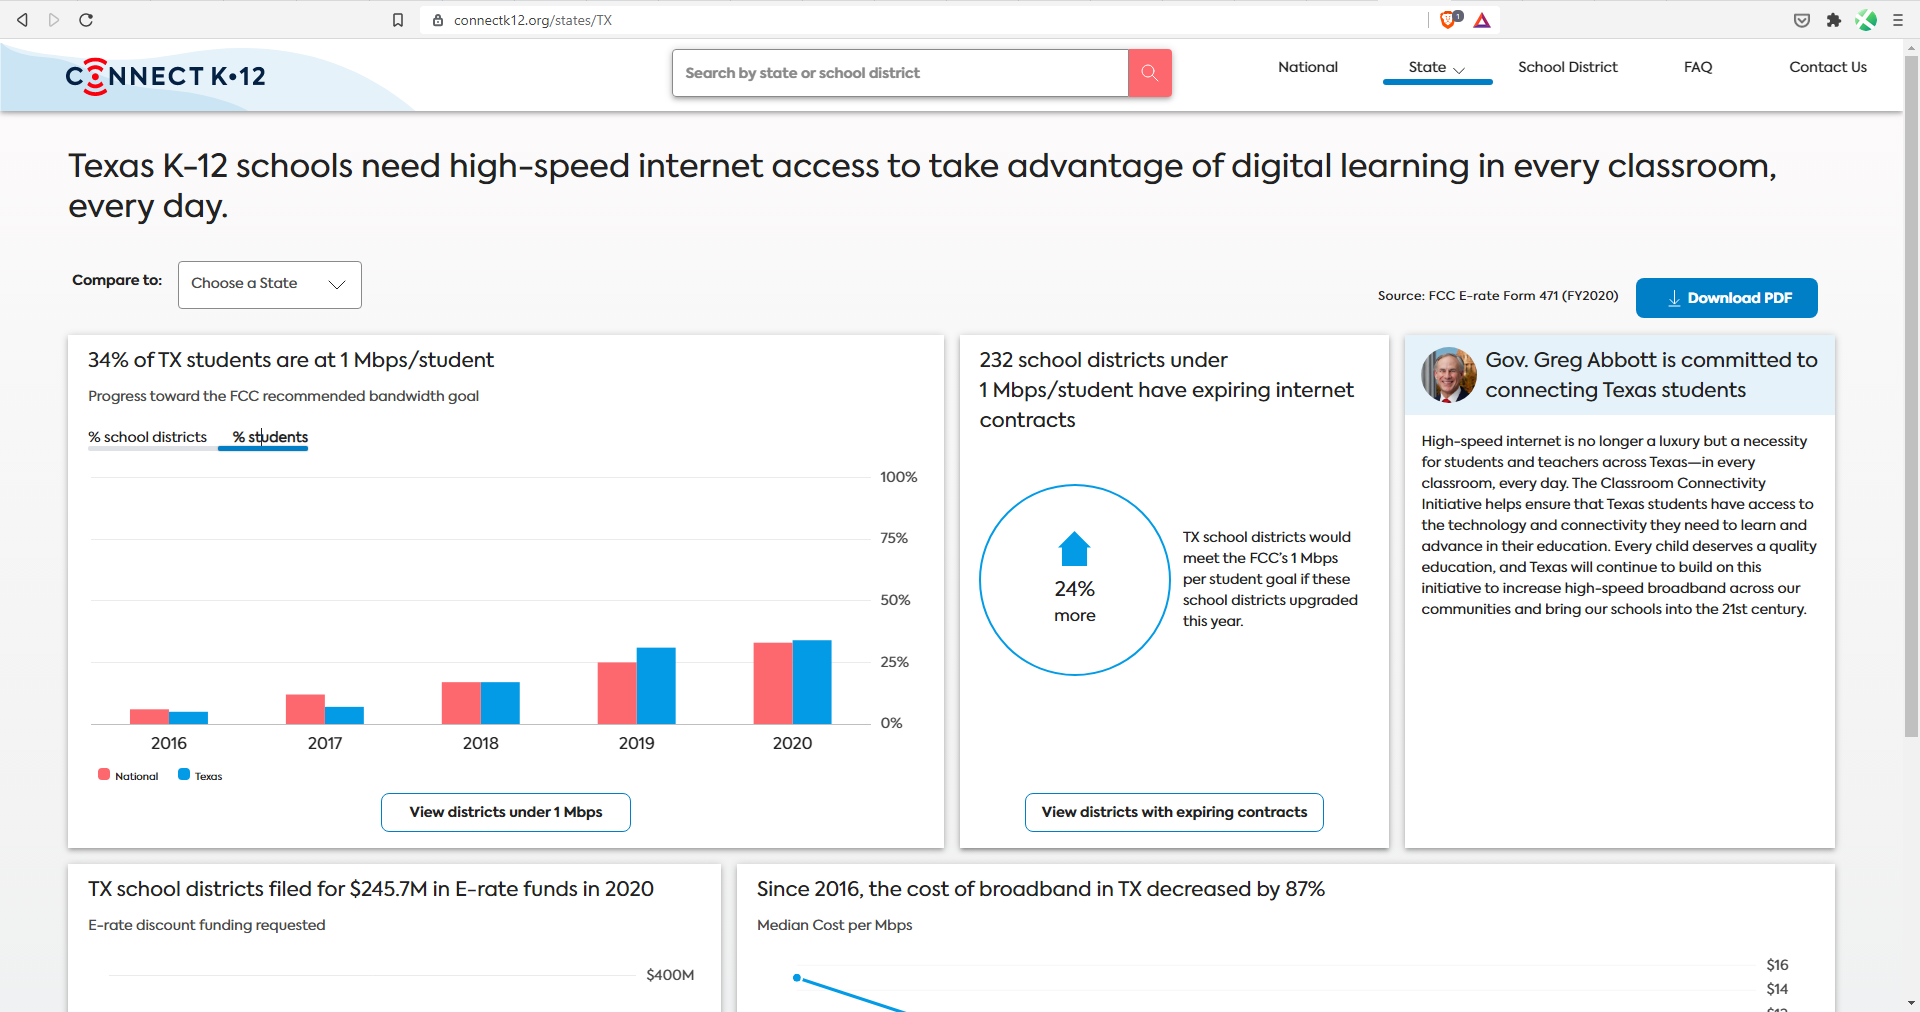 connectk12.org/states/TX
1
CONNECT K•12
Search by state or school district
National
State
School District
FAQ
Contact Us
Texas K-12 schools need high-speed internet access to take advantage of digital learning in every classroom,
every day.
Compare to:
Choose a State
Source: FCC E-rate Form 471 (FY2020)
Download PDF
34% of TX students are at 1 Mbps/student
Progress toward the FCC recommended bandwidth goal
% school districts
% students
100%
75%
50%
25%
0%
2016
2017
2018
2019
2020
National
Texas
View districts under 1 Mbps
232 school districts under
1 Mbps/student have expiring internet
contracts
24%
more
TX school districts would
meet the FCC's 1 Mbps
per student goal if these
school districts upgraded
this year.
View districts with expiring contracts
Gov. Greg Abbott is committed to
connecting Texas students
High-speed internet is no longer a luxury but a necessity
for students and teachers across Texas—in every
classroom, every day. The Classroom Connectivity
Initiative helps ensure that Texas students have access to
the technology and connectivity they need to learn and
advance in their education. Every child deserves a quality
education, and Texas will continue to build on this
initiative to increase high-speed broadband across our
communities and bring our schools into the 21st century.
TX school districts filed for $245.7M in E-rate funds in 2020
E-rate discount funding requested
$400M
Since 2016, the cost of broadband in TX decreased by 87%
Median Cost per Mbps
$16
$14